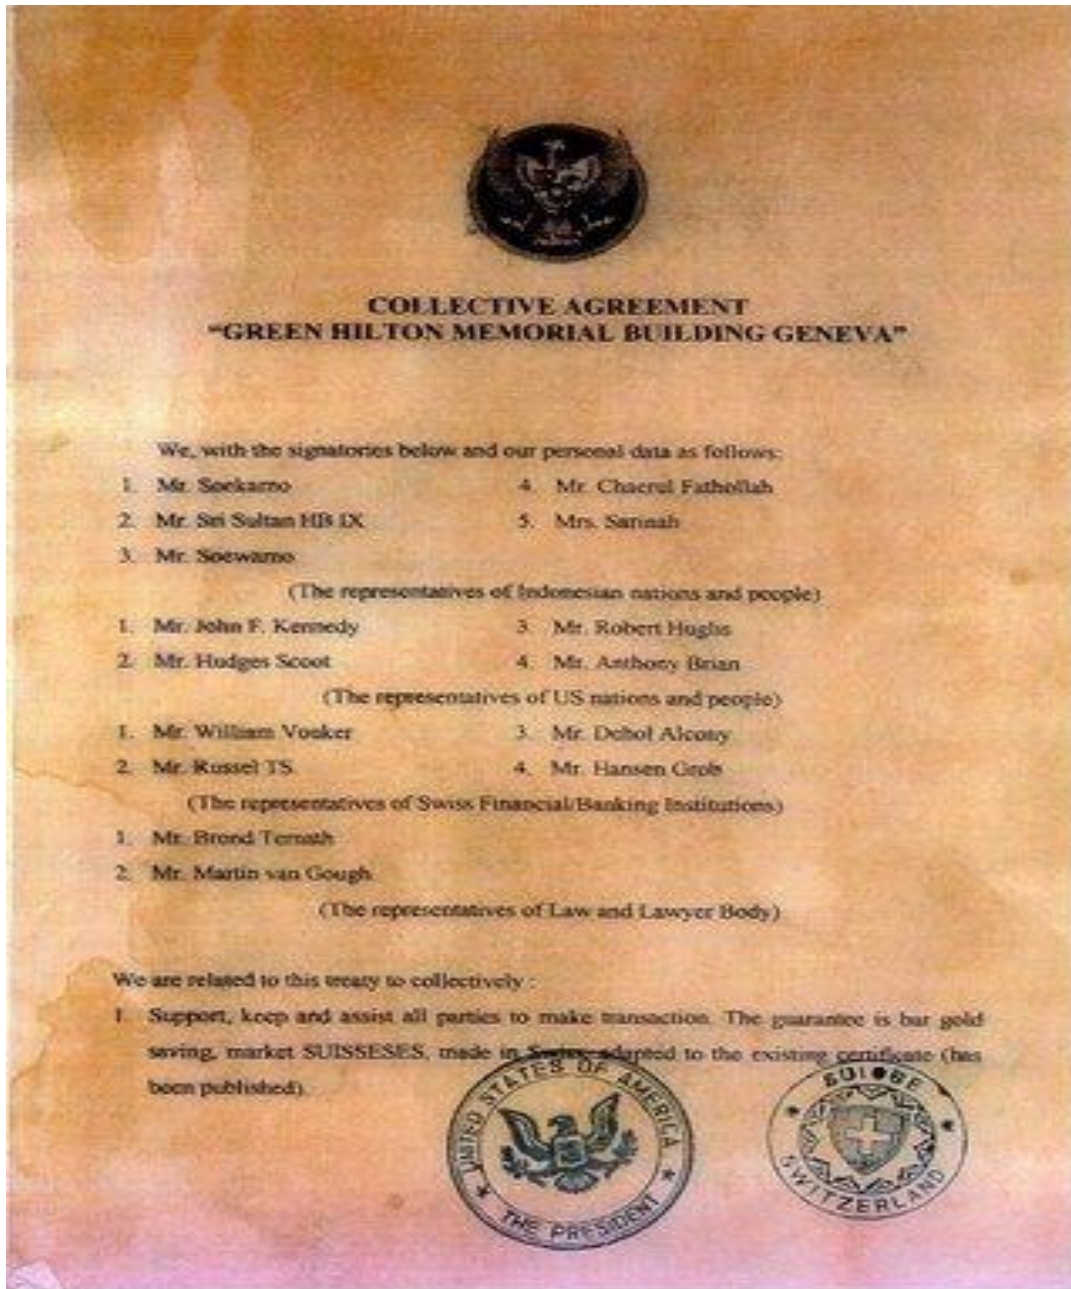 COLLECTIVE AGREEMENT
“GREEN HILTON MEMORIAL BUILDING GENEVA”
We, with the signatories below and our personal data as follows:
1. Mr. Soekarno 4. Mr. Chaerul Fathollah
2. Mr. Sri Sultan HB IX 5. Mrs. Sarinah
3. Mr. Soewarno
(The representatives of Indonesian nations and people)
1. Mr. John F. Kennedy 3. Mr. Robert Huglis
2. Mr. Hudges Scoot 4. Mr. Anthony Brian
(The representatives of US nations and people)
1. Mr. William Vouker 3. Mr. Dehol Alcony
2. Mr. Russel TS. 4. Mr. Hansen Grob
(The representatives of Swiss Financial/Banking Institutions)
1. Mr. Brond Ternath
2. Mr. Martin van Gough
(The representatives of Law and Lawyer Body)
We are related to this treaty to collectively :
1. Support, keep and assist all parties to make transaction. The guarantee is bar gold
saving, market SUISSESES, made in Swiss, adapted to the existing certificate (has
been published).
UNITED STATES OF AMERICA
THE PRESIDENT
SWITZERLAND